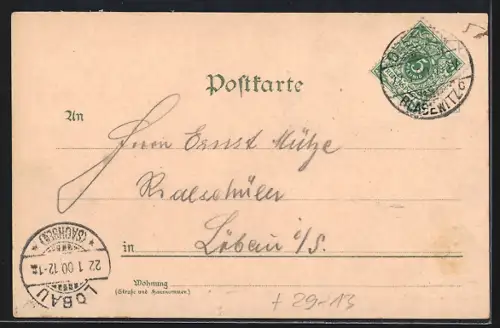 Postkarte
An
Herrn Ernst Mütze
Realschüler
in Löbau i/S.
Wohnung
(Straße und Hausnummer)
BLASEWITZ
5
LÖBAU
22 1 00 12-1
* (SACHSEN) *
+ 29-13